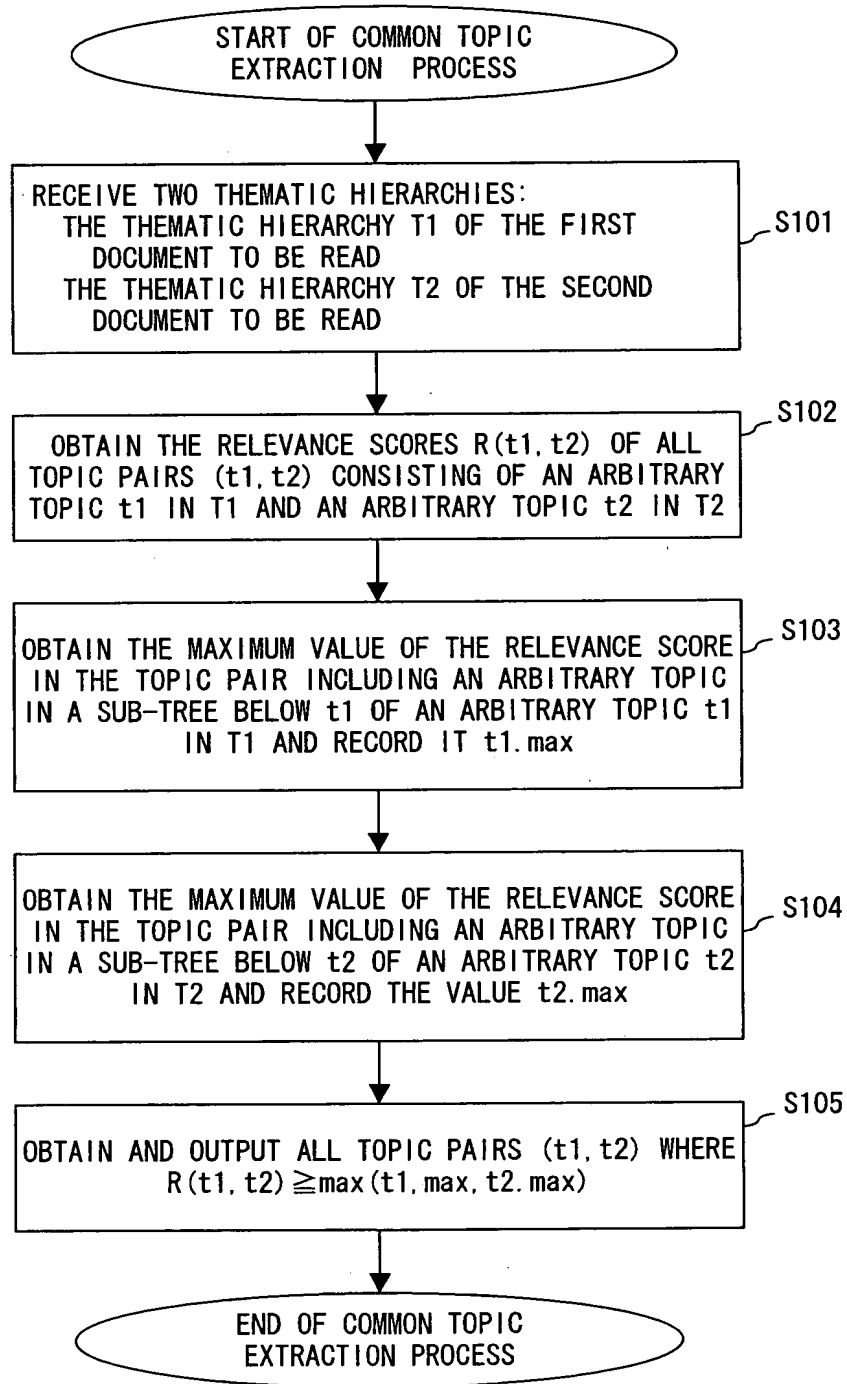 START OF COMMON TOPIC
EXTRACTION PROCESS
RECEIVE TWO THEMATIC HIERARCHIES:
THE THEMATIC HIERARCHY T1 OF THE FIRST
DOCUMENT TO BE READ
THE THEMATIC HIERARCHY T2 OF THE SECOND
DOCUMENT TO BE READ
S101
OBTAIN THE RELEVANCE SCORES R(t1,t2) OF ALL
TOPIC PAIRS (t1,t2) CONSISTING OF AN ARBITRARY
TOPIC t1 IN T1 AND AN ARBITRARY TOPIC t2 IN T2
S102
OBTAIN THE MAXIMUM VALUE OF THE RELEVANCE SCORE
IN THE TOPIC PAIR INCLUDING AN ARBITRARY TOPIC
IN A SUB-TREE BELOW t1 OF AN ARBITRARY TOPIC t1
IN T1 AND RECORD IT t1.max
S103
OBTAIN THE MAXIMUM VALUE OF THE RELEVANCE SCORE
IN THE TOPIC PAIR INCLUDING AN ARBITRARY TOPIC
IN A SUB-TREE BELOW t2 OF AN ARBITRARY TOPIC t2
IN T2 AND RECORD THE VALUE t2.max
S104
OBTAIN AND OUTPUT ALL TOPIC PAIRS (t1,t2) WHERE
R(t1,t2)≧max(t1,max,t2.max)
S105
END OF COMMON TOPIC
EXTRACTION PROCESS